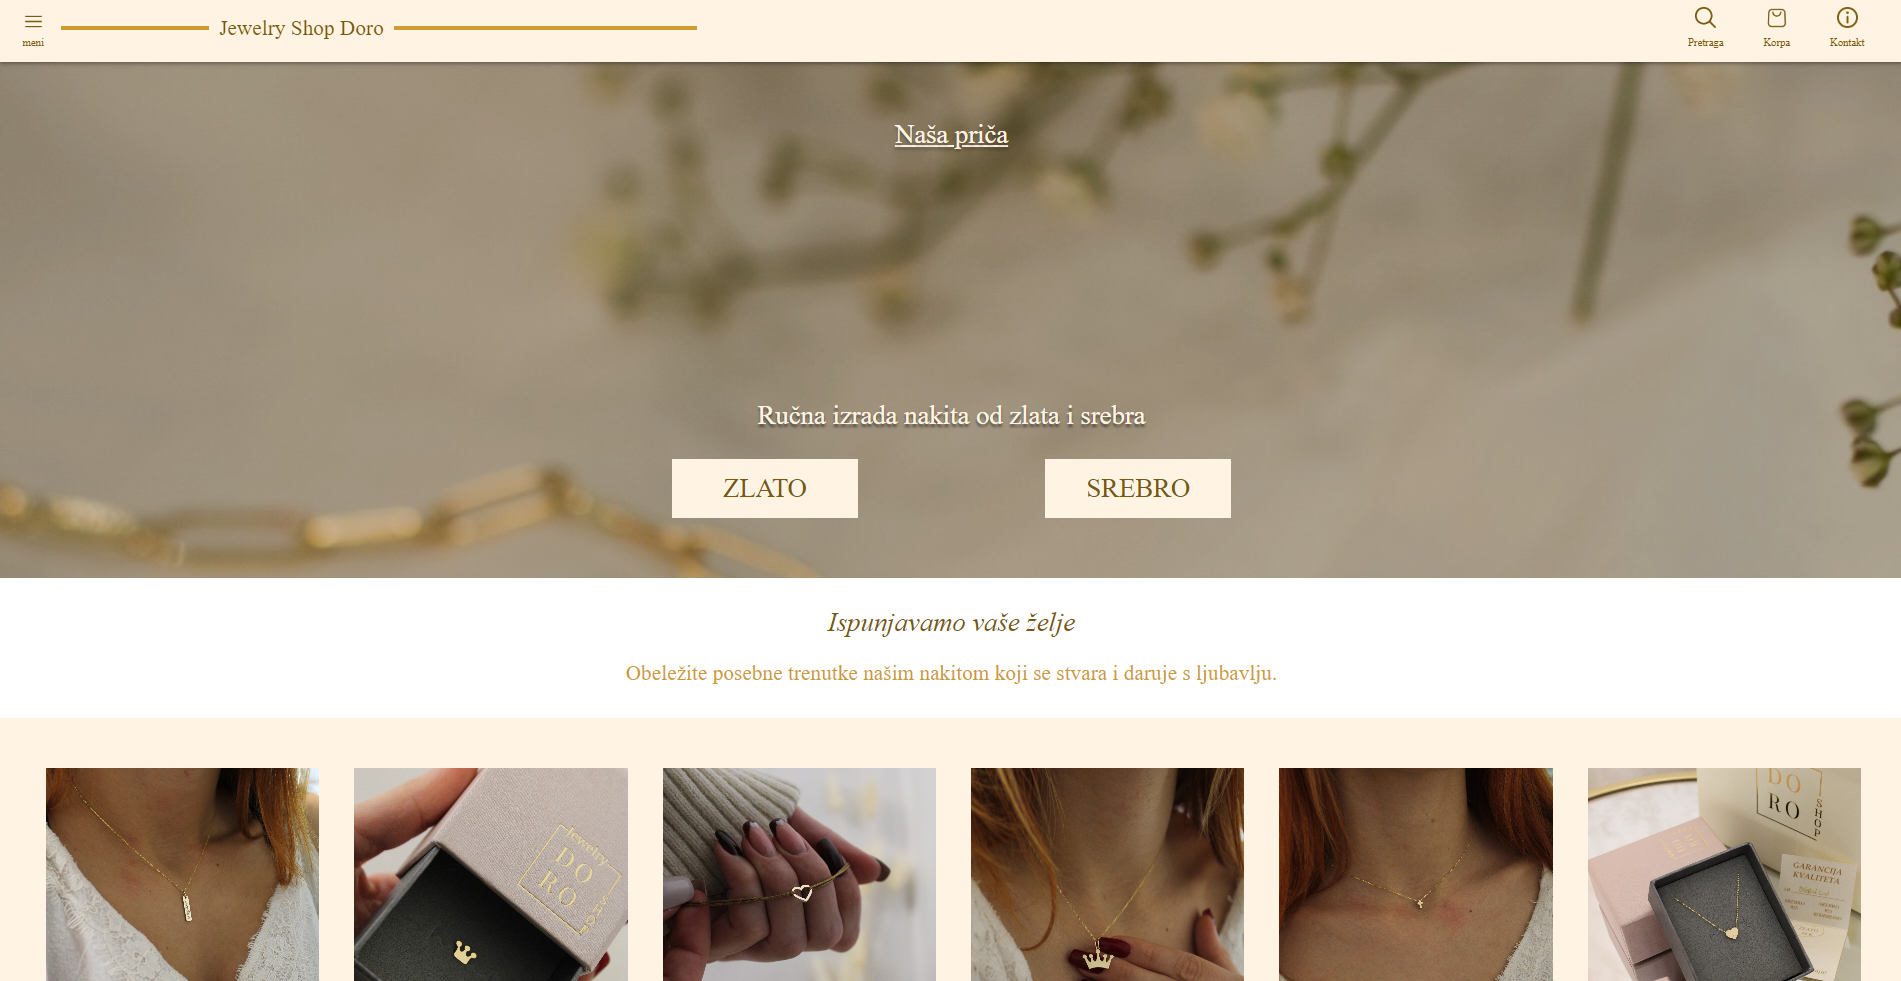 meni
Jewelry Shop Doro
Pretraga
Korpa
Kontakt
Naša priča
Ručna izrada nakita od zlata i srebra
ZLATO
SREBRO
Ispunjavamo vaše želje
Obeležite posebne trenutke našim nakitom koji se stvara i daruje s ljubavlju.
Jewelry
DO
RO
SHOP
DO
RO
SHOP
GARANCIJA
KVALITETA